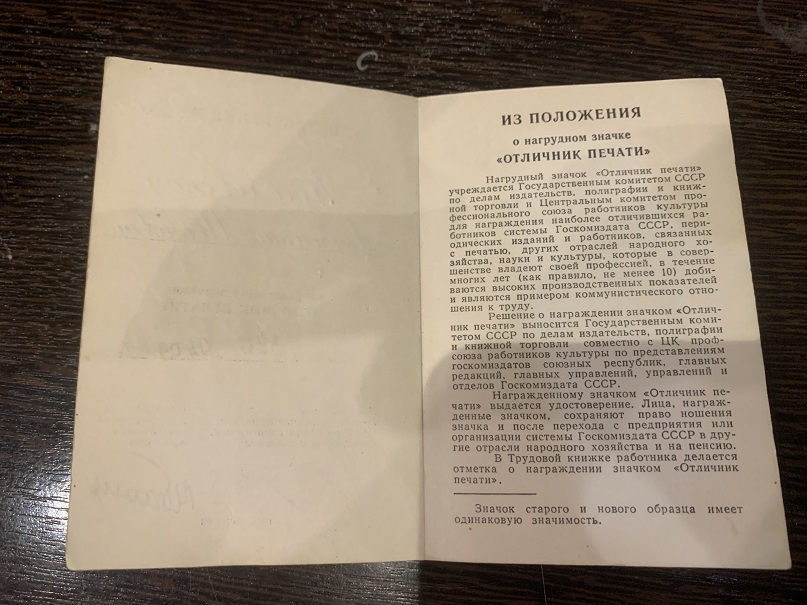 ИЗ ПОЛОЖЕНИЯ
о нагрудном значке
«ОТЛИЧНИК ПЕЧАТИ»
Нагрудный значок «Отличник печати»
учреждается Государственным комитетом СССР
по делам издательств, полиграфии и книж-
ной торговли и Центральным комитетом про-
фессионального союза работников культуры
для награждения наиболее отличившихся ра-
ботников системы Госкомиздата СССР, пери-
одических изданий и работников, связанных
с печатью, других отраслей народного хо-
зяйства, науки и культуры, которые в совер-
шенстве владеют своей профессией, в течение
многих лет (как правило, не менее 10) доби-
ваются высоких производственных показателей
и являются примером коммунистического отно-
шения к труду.
Решение о награждении значком «Отлич-
ник печати» выносится Государственным коми-
тетом СССР по делам издательств, полиграфии
и книжной торговли совместно с ЦК проф-
союза работников культуры по представлениям
госкомиздатов союзных республик, главных
редакций, главных управлений, управлений и
отделов Госкомиздата СССР.
Награжденному значком «Отличник пе-
чати» выдается удостоверение. Лица, награж-
денные значком, сохраняют право ношения
значка и после перехода с предприятия или
организации системы Госкомиздата СССР в дру-
гие отрасли народного хозяйства и на пенсию.
В Трудовой книжке работника делается
отметка о награждении значком «Отличник
печати».
Значок старого и нового образца имеет
одинаковую значимость.